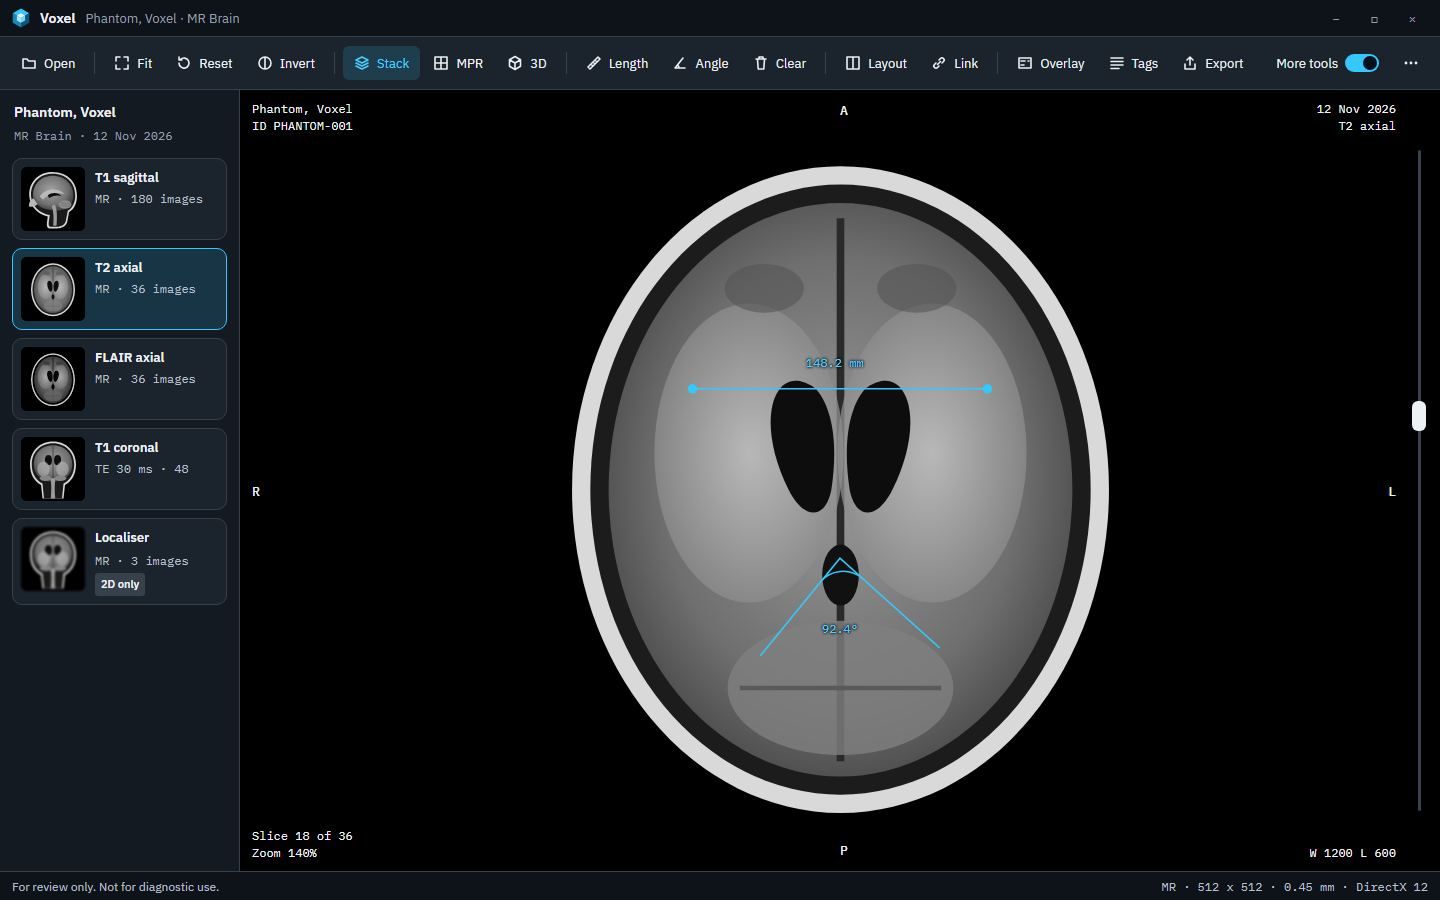 Voxel Phantom, Voxel · MR Brain
Open Fit Reset Invert Stack MPR 3D Length Angle Clear Layout Link Overlay Tags Export More tools
Phantom, Voxel
MR Brain · 12 Nov 2026
T1 sagittal
MR · 180 images
T2 axial
MR · 36 images
FLAIR axial
MR · 36 images
T1 coronal
TE 30 ms · 48
Localiser
MR · 3 images
2D only
Phantom, Voxel
ID PHANTOM-001
A
12 Nov 2026
T2 axial
148.2 mm
R
L
92.4°
Slice 18 of 36
Zoom 140%
P
W 1200 L 600
For review only. Not for diagnostic use.
MR · 512 x 512 · 0.45 mm · DirectX 12